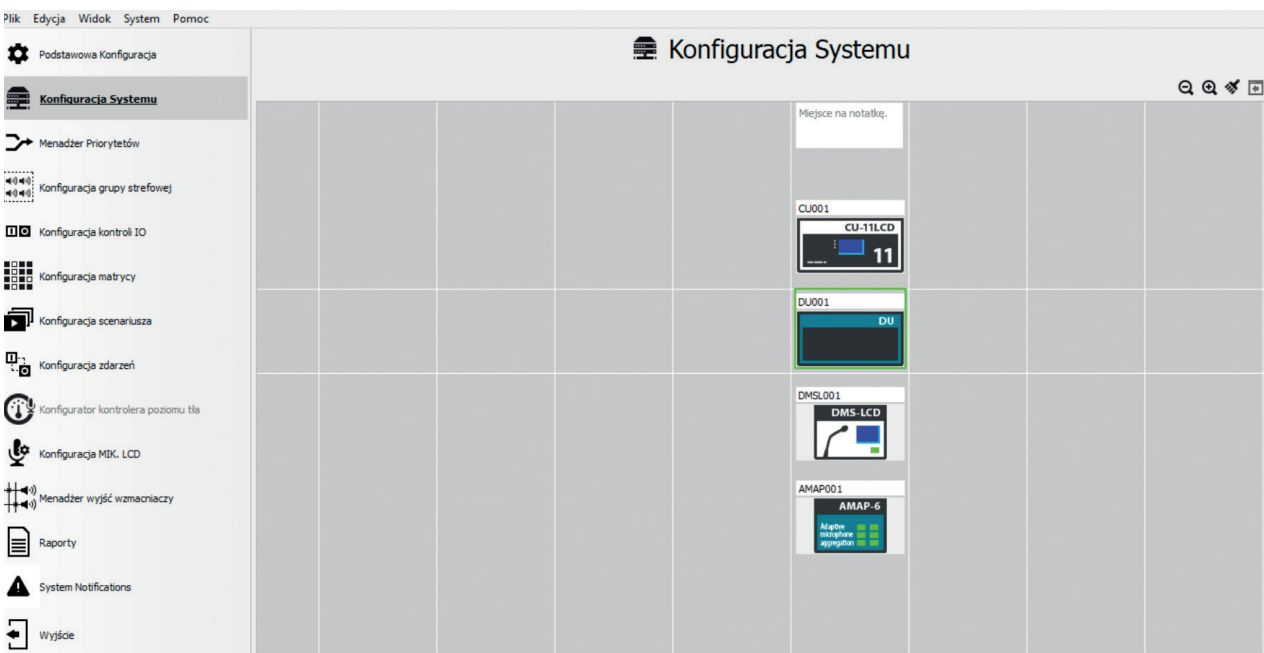 Plik Edycja Widok System Pomoc
Podstawowa Konfiguracja
Konfiguracja Systemu
Menadżer Priorytetów
Konfiguracja grupy strefowej
Konfiguracja kontroli IO
Konfiguracja matrycy
Konfiguracja scenariusza
Konfiguracja zdarzeń
Konfigurator kontrolera poziomu tła
Konfiguracja MIK. LCD
Menadżer wyjść wzmacniaczy
Raporty
System Notifications
Wyjście
Konfiguracja Systemu
Miejsce na notatkę.
CU001
CU-11LCD
11
DU001
DU
DMSL001
DMS-LCD
AMAP001
AMAP-6
Adaptive
microphone
aggregation